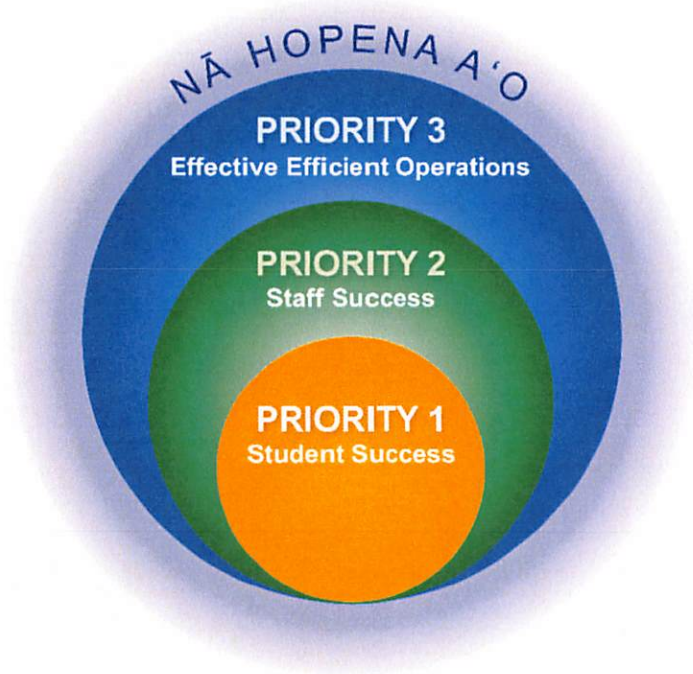 NĀ HOPENA A‘O
PRIORITY 3
Effective Efficient Operations
PRIORITY 2
Staff Success
PRIORITY 1
Student Success